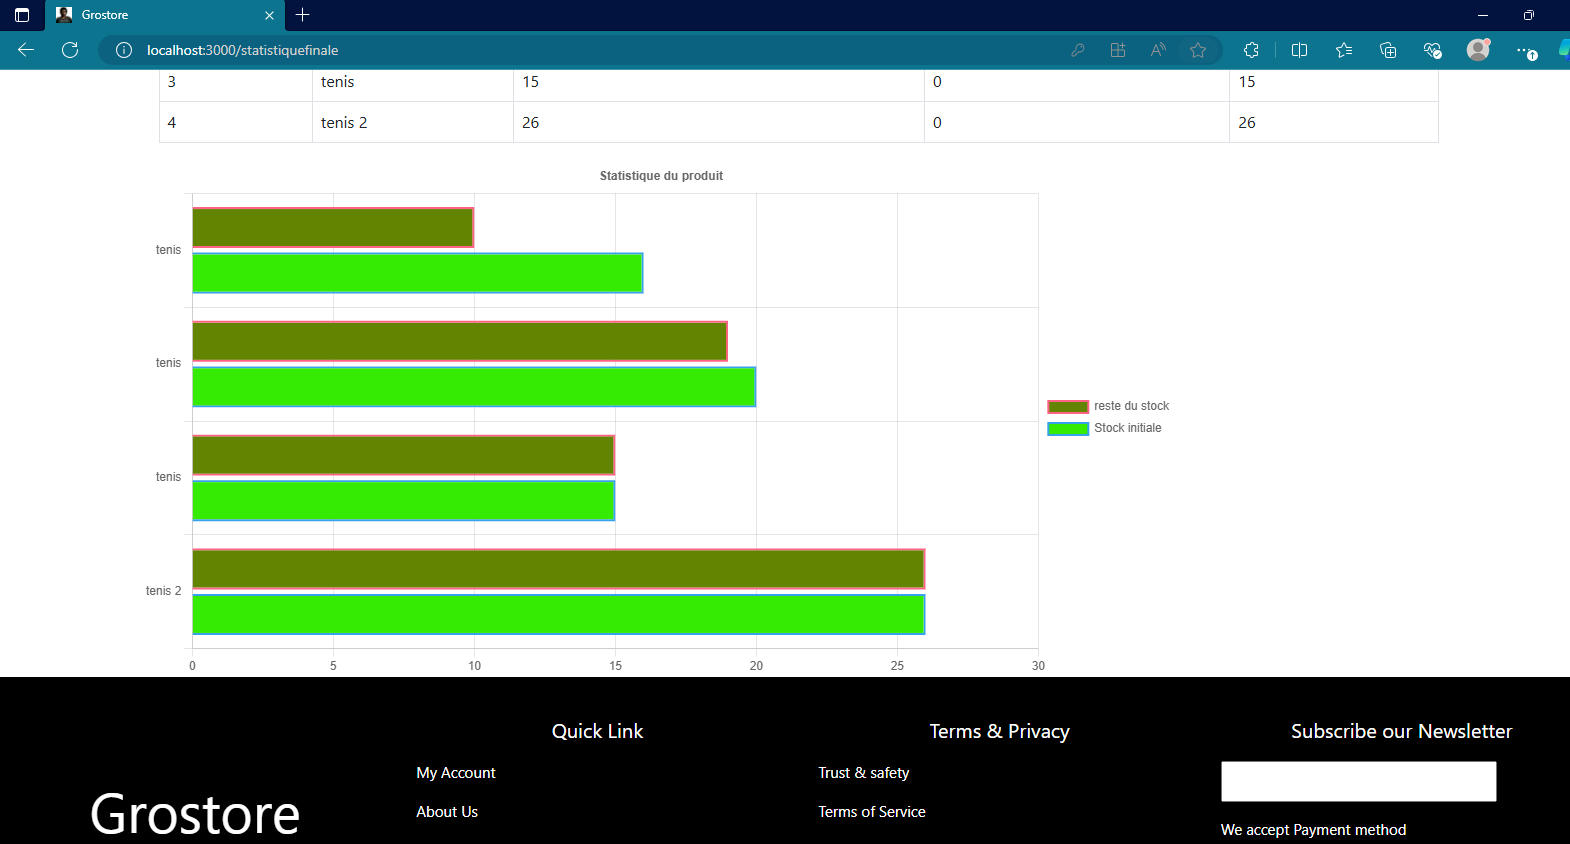 Grostore
localhost:3000/statistiquefinale
3 tenis 15 0 15
4 tenis 2 26 0 26
Statistique du produit
tenis
tenis
tenis
tenis 2
0 5 10 15 20 25 30
reste du stock
Stock initiale
Grostore
Quick Link
My Account
About Us
Terms & Privacy
Trust & safety
Terms of Service
Subscribe our Newsletter
We accept Payment method